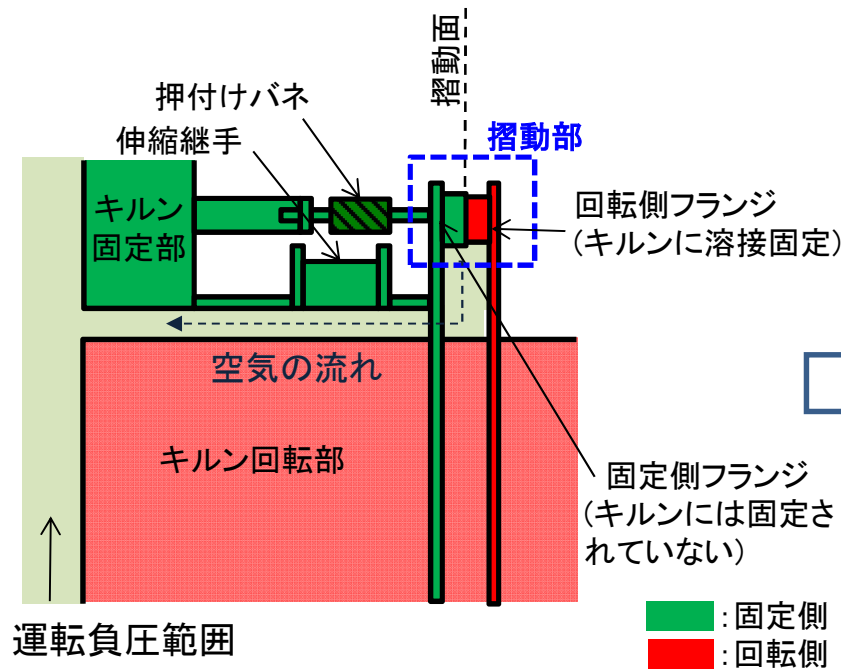 摺動面
押付けバネ
伸縮継手
摺動部
キルン
固定部
回転側フランジ
(キルンに溶接固定)
空気の流れ
キルン回転部
固定側フランジ
(キルンには固定さ
れていない)
運転負圧範囲
:固定側
:回転側